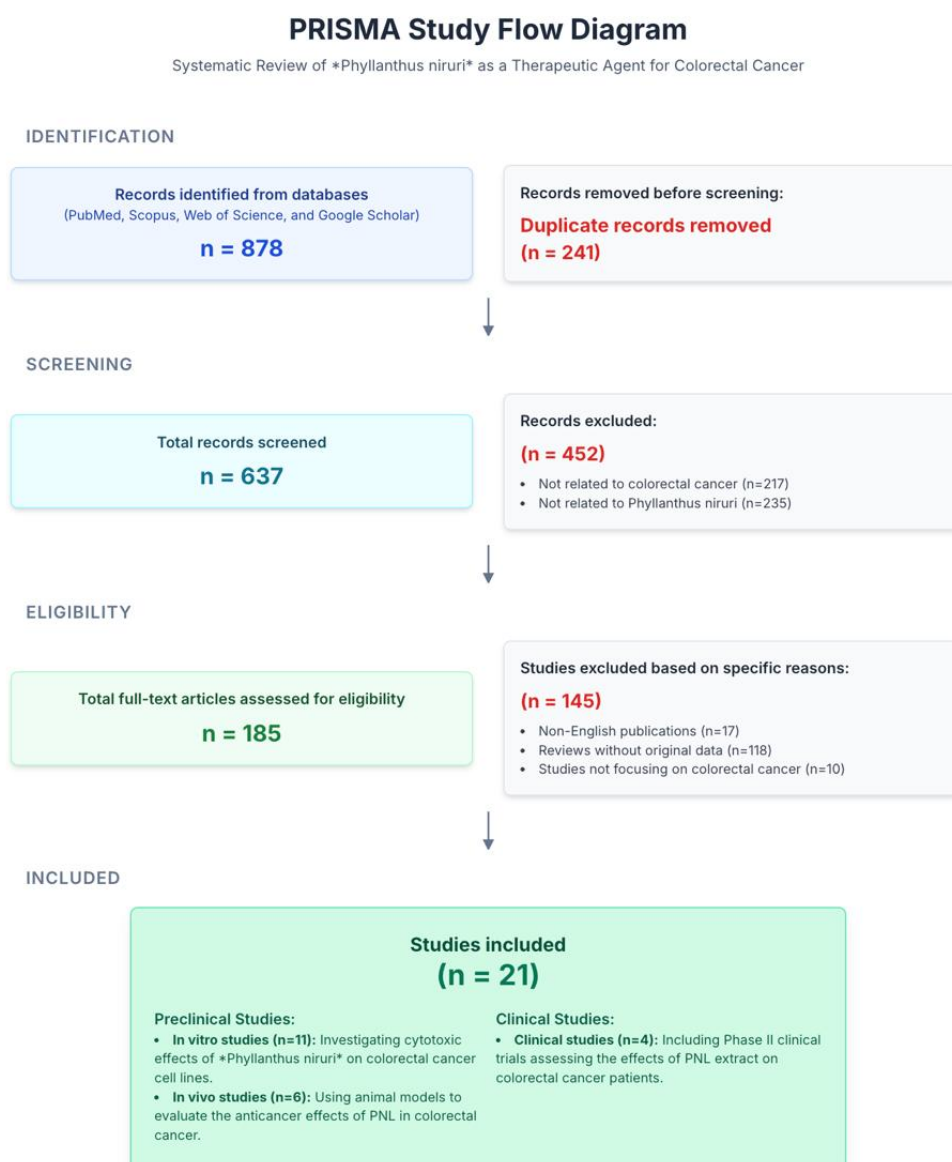 PRISMA Study Flow Diagram
Systematic Review of *Phyllanthus niruri* as a Therapeutic Agent for Colorectal Cancer
IDENTIFICATION
Records identified from databases
(PubMed, Scopus, Web of Science, and Google Scholar)
n = 878
Records removed before screening:
Duplicate records removed
(n = 241)
SCREENING
Total records screened
n = 637
Records excluded:
(n = 452)
• Not related to colorectal cancer (n=217)
• Not related to Phyllanthus niruri (n=235)
ELIGIBILITY
Total full-text articles assessed for eligibility
n = 185
Studies excluded based on specific reasons:
(n = 145)
• Non-English publications (n=17)
• Reviews without original data (n=118)
• Studies not focusing on colorectal cancer (n=10)
INCLUDED
Studies included
(n = 21)
Preclinical Studies:
• In vitro studies (n=11): Investigating cytotoxic
effects of *Phyllanthus niruri* on colorectal cancer
cell lines.
• In vivo studies (n=6): Using animal models to
evaluate the anticancer effects of PNL in colorectal
cancer.
Clinical Studies:
• Clinical studies (n=4): Including Phase II clinical
trials assessing the effects of PNL extract on
colorectal cancer patients.